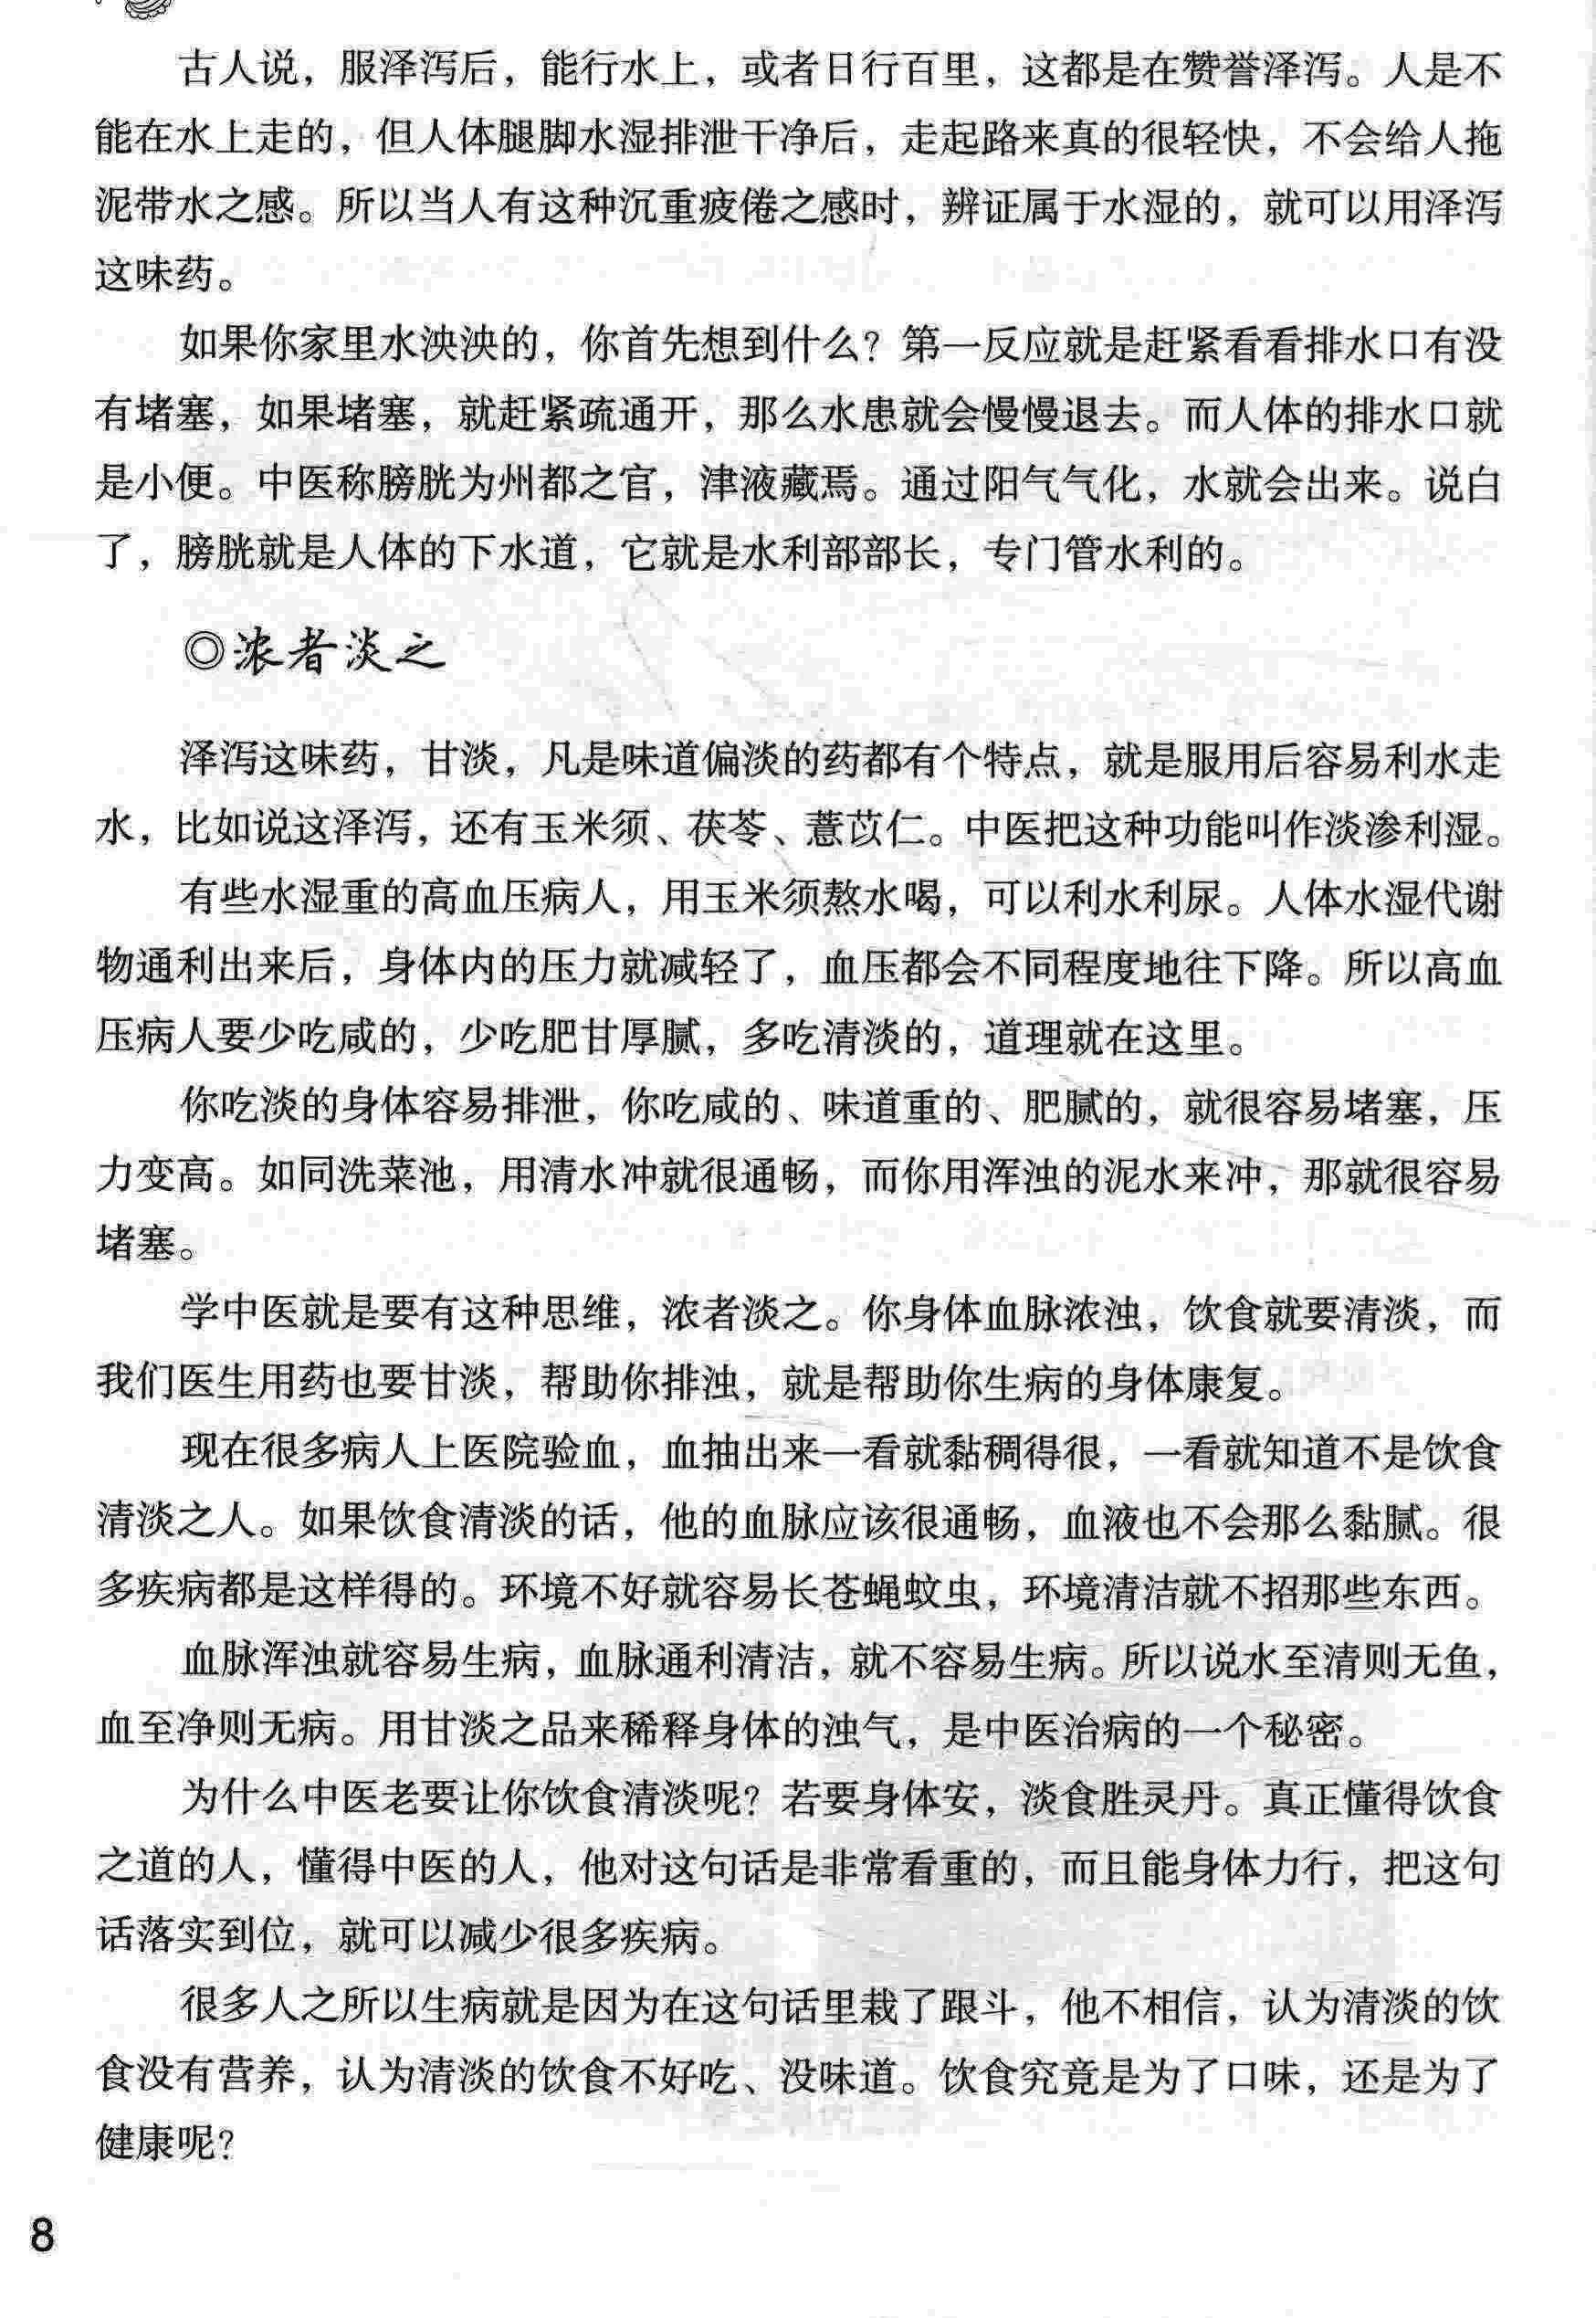 古人说，服泽泻后，能行水上，或者日行百里，这都是在赞誉泽泻。人是不
能在水上走的，但人体腿脚水湿排泄干净后，走起路来真的很轻快，不会给人拖
泥带水之感。所以当人有这种沉重疲倦之感时，辨证属于水湿的，就可以用泽泻
这味药。
如果你家里水泱泱的，你首先想到什么？第一反应就是赶紧看看排水口有没
有堵塞，如果堵塞，就赶紧疏通开，那么水患就会慢慢退去。而人体的排水口就
是小便。中医称膀胱为州都之官，津液藏焉。通过阳气气化，水就会出来。说白
了，膀胱就是人体的下水道，它就是水利部部长，专门管水利的。
◎浓者淡之
泽泻这味药，甘淡，凡是味道偏淡的药都有个特点，就是服用后容易利水走
水，比如说这泽泻，还有玉米须、茯苓、薏苡仁。中医把这种功能叫作淡渗利湿。
有些水湿重的高血压病人，用玉米须熬水喝，可以利水利尿。人体水湿代谢
物通利出来后，身体内的压力就减轻了，血压都会不同程度地往下降。所以高血
压病人要少吃咸的，少吃肥甘厚腻，多吃清淡的，道理就在这里。
你吃淡的身体容易排泄，你吃咸的、味道重的、肥腻的，就很容易堵塞，压
力变高。如同洗菜池，用清水冲就很通畅，而你用浑浊的泥水来冲，那就很容易
堵塞。
学中医就是要有这种思维，浓者淡之。你身体血脉浓浊，饮食就要清淡，而
我们医生用药也要甘淡，帮助你排浊，就是帮助你生病的身体康复。
现在很多病人上医院验血，血抽出来一看就黏稠得很，一看就知道不是饮食
清淡之人。如果饮食清淡的话，他的血脉应该很通畅，血液也不会那么黏腻。很
多疾病都是这样得的。环境不好就容易长苍蝇蚊虫，环境清洁就不招那些东西。
血脉浑浊就容易生病，血脉通利清洁，就不容易生病。所以说水至清则无鱼，
血至净则无病。用甘淡之品来稀释身体的浊气，是中医治病的一个秘密。
为什么中医老要让你饮食清淡呢？若要身体安，淡食胜灵丹。真正懂得饮食
之道的人，懂得中医的人，他对这句话是非常看重的，而且能身体力行，把这句
话落实到位，就可以减少很多疾病。
很多人之所以生病就是因为在这句话里栽了跟斗，他不相信，认为清淡的饮
食没有营养，认为清淡的饮食不好吃、没味道。饮食究竟是为了口味，还是为了
健康呢？
8